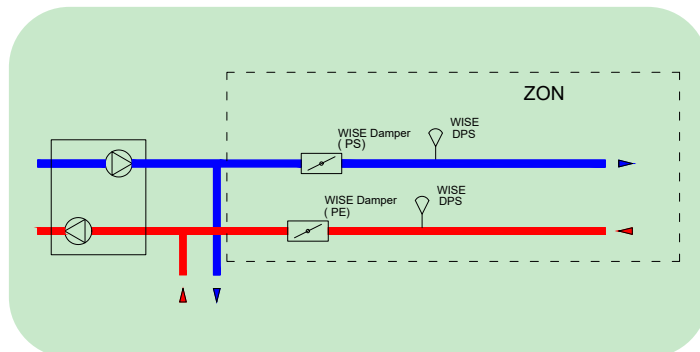 ZON
WISE
DPS
WISE Damper
( PS)
WISE
DPS
WISE Damper
( PE)